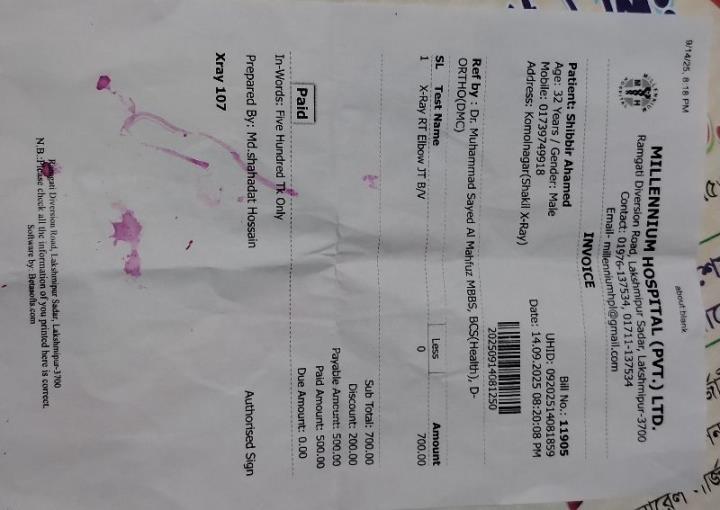 9/14/25, 8:18 PM
about:blank
MILLENNIUM HOSPITAL (PVT.) LTD.
Ramgati Diversion Road, Lakshmipur Sadar, Lakshmipur-3700
Contact: 01976-137534, 01711-137534
Email- millenniumhpl@gmail.com
INVOICE
Patient: Shibbir Ahamed
Age: 32 Years / Gender: Male
Mobile: 01739749918
Address: Komolnagar(Shakil X-Ray)
Bill No.: 11905
UHID: 09202514081859
Date: 14.09.2025 08:20:08 PM
20250914081250
Ref by : Dr. Muhammad Sayed Al Mahfuz MBBS, BCS(Health), D-
ORTHO(DMC)
SL Test Name Less Amount
1 X-Ray RT Elbow JT B/V 0 700.00
Sub Total: 700.00
Discount: 200.00
Payable Amount: 500.00
Paid Amount: 500.00
Due Amount: 0.00
Paid
In-Words: Five Hundred Tk Only
Prepared By: Md.shahadat Hossain
Authorised Sign
Xray 107
Ramgati Diversion Road, Lakshmipur Sadar, Lakshmipur-3700
N.B.:Please check all the information of you printed here is correct.
Software by: Betasofts.com